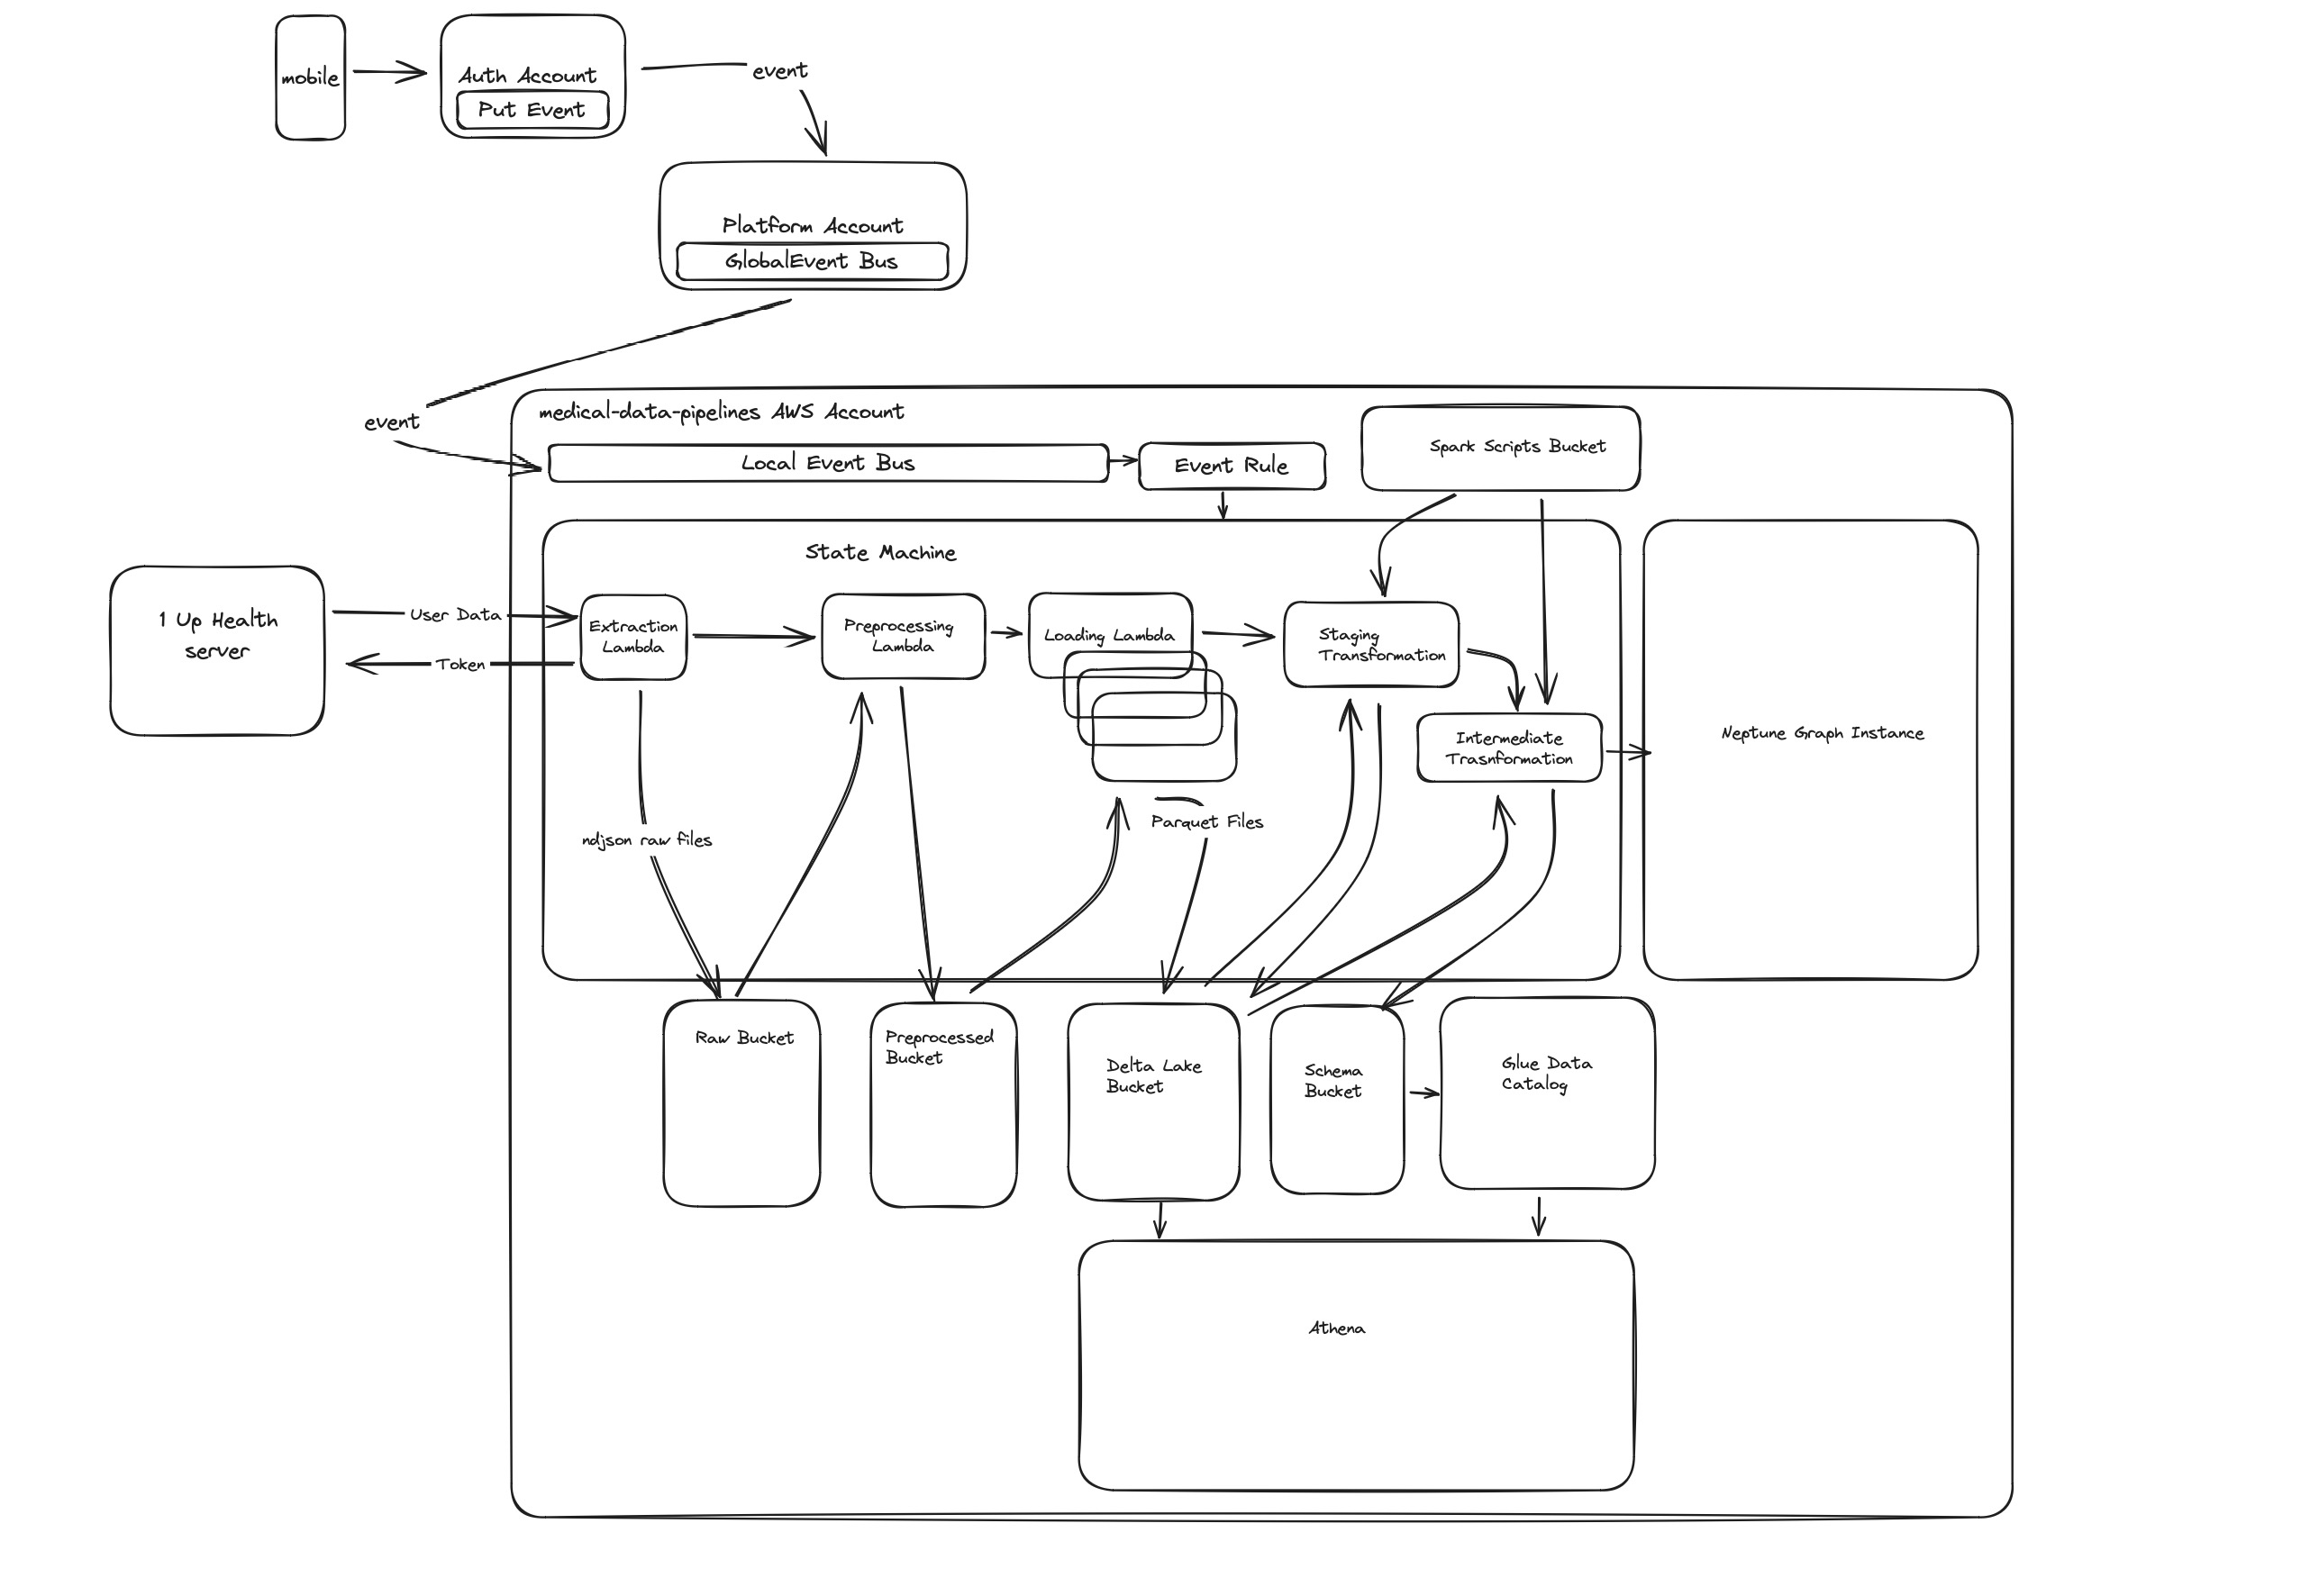 mobile
Auth Account
Put Event
event
Platform Account
GlobalEvent Bus
event
medical-data-pipelines AWS Account
Local Event Bus
Event Rule
Spark Scripts Bucket
State Machine
1 Up Health
server
User Data
Token
Extraction
Lambda
Preprocessing
Lambda
Loading Lambda
Staging
Transformation
Intermediate
Trasnformation
Neptune Graph Instance
ndjson raw files
Parquet Files
Raw Bucket
Preprocessed
Bucket
Delta Lake
Bucket
Schema
Bucket
Glue Data
Catalog
Athena